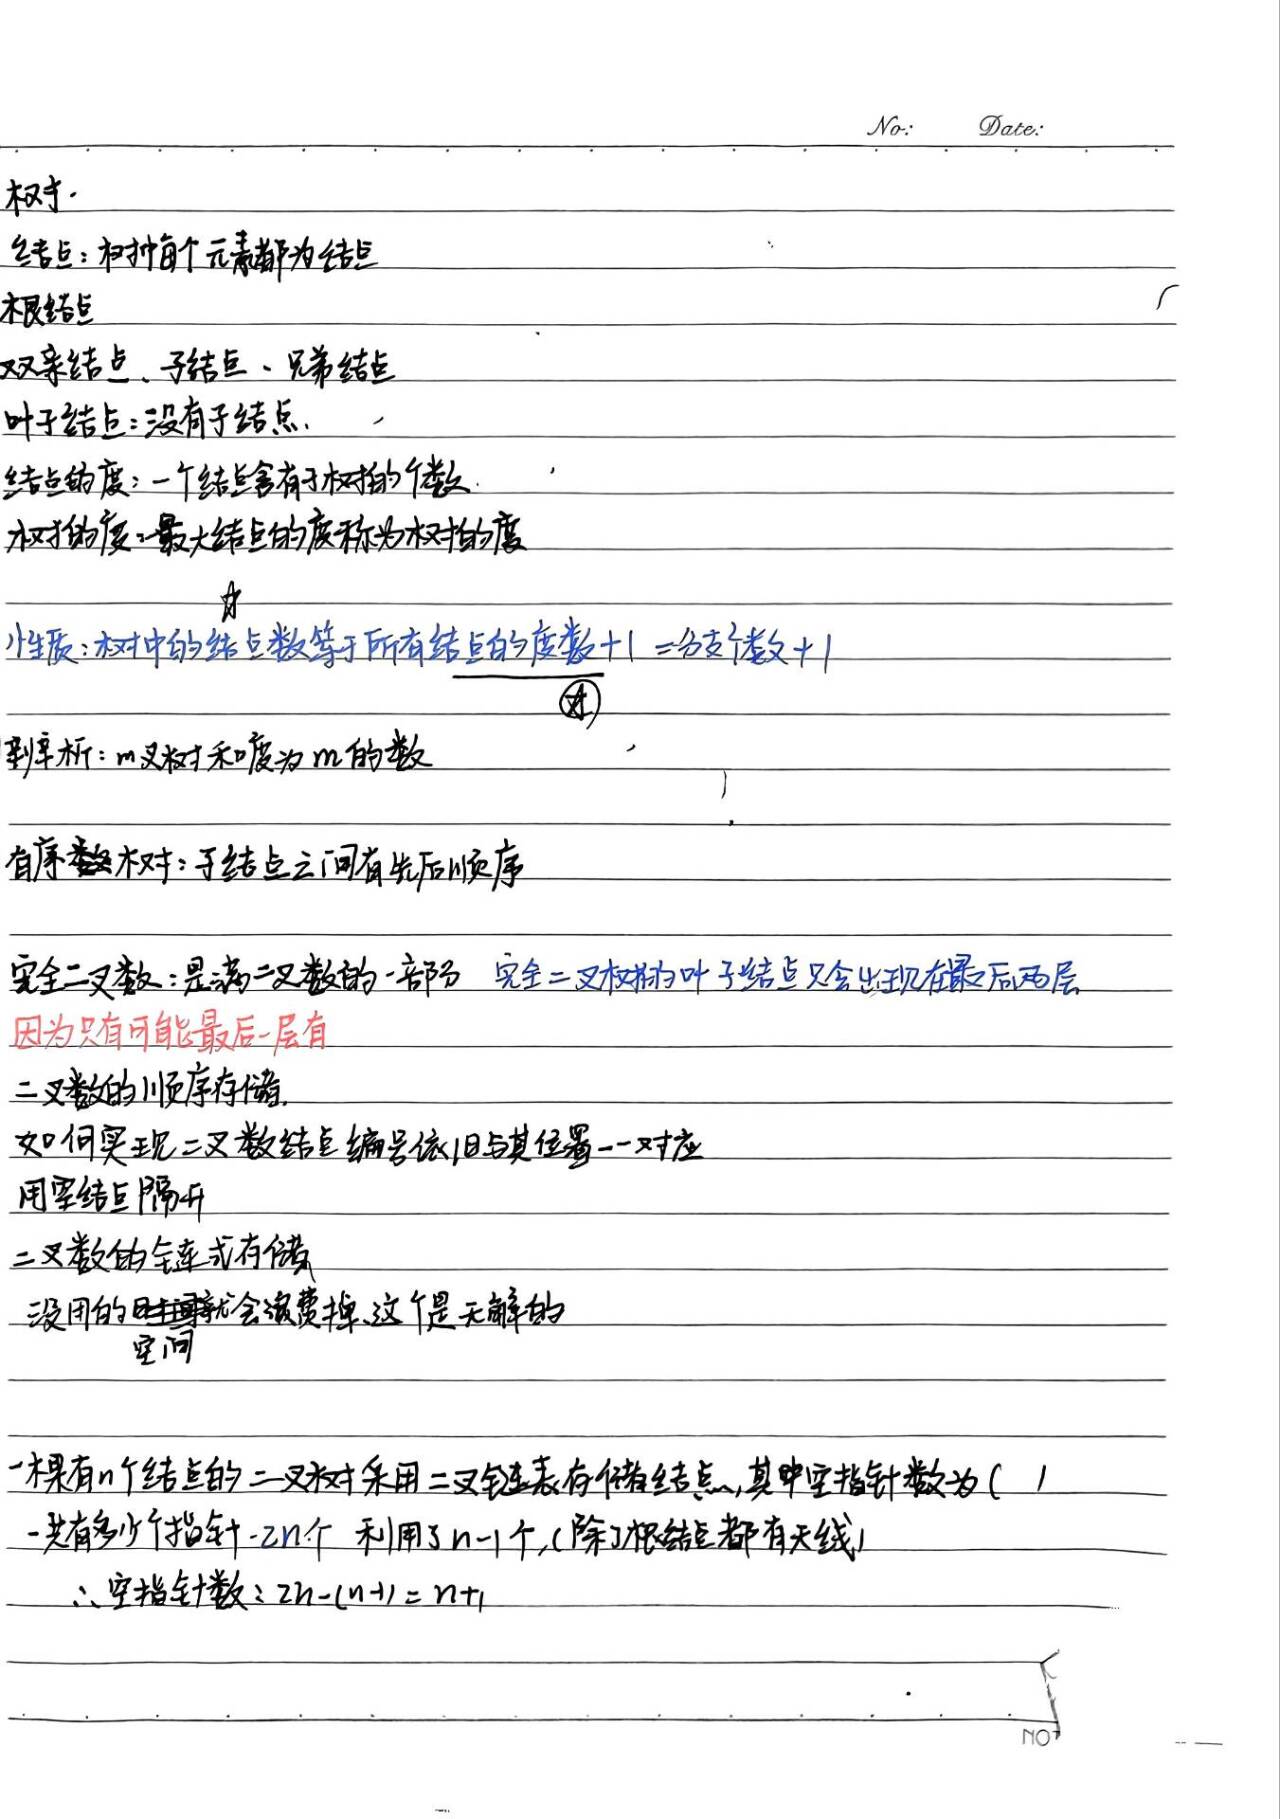 No: Date:
树.
结点：树中每个元素都为结点
根结点
双亲结点、子结点、兄弟结点
叶子结点：没有子结点.
结点的度：一个结点含有子树的个数.
树的度：最大结点的度称为树的度
☆
性质：树中的结点数等于所有结点的度数+1 =分支个数+1
☆
辨析：m叉树和度为m的数
有序树：子结点之间有先后顺序
完全二叉数：是满二叉数的一部分 完全二叉树的叶子结点只会出现在最后两层
因为只有可能最后一层有
二叉数的顺序存储.
如何实现二叉数结点编号依旧与其位置一一对应
用空结点隔开
二叉数的链式存储
没用的就会浪费掉、这个是无解的
空间
一棵有n个结点的二叉树采用二叉链表存储结点,其中空指针数为( )
一共有多少个指针·2n个 利用了n-1个,(除了根结点都有天线)
∴空指针数：2n-(n-1)=n+1
NO